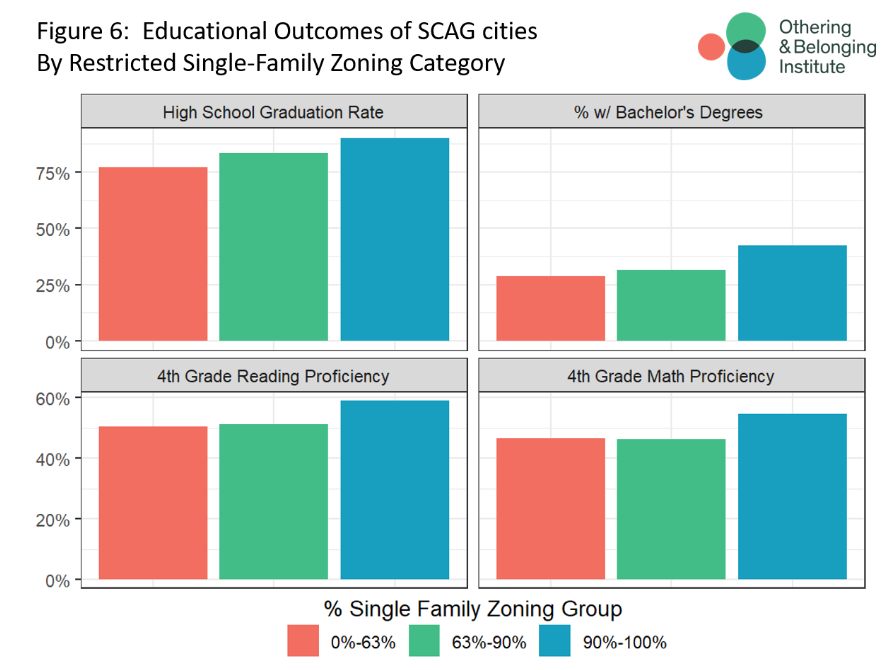 Figure 6:  Educational Outcomes of SCAG cities
By Restricted Single-Family Zoning Category
Othering
& Belonging
Institute
High School Graduation Rate
% w/ Bachelor's Degrees
75%
50%
25%
0%
4th Grade Reading Proficiency
4th Grade Math Proficiency
60%
40%
20%
0%
% Single Family Zoning Group
0%-63%
63%-90%
90%-100%